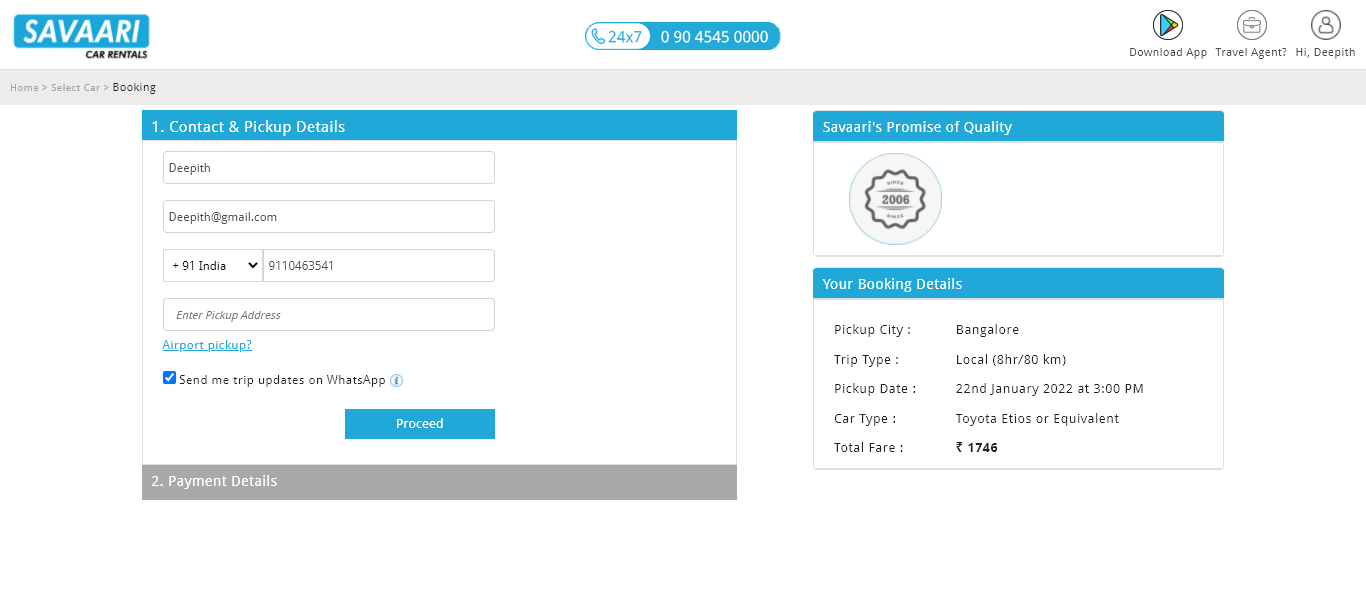 SAVAARI
CAR RENTALS
24x7 0 90 4545 0000
Download App
Travel Agent?
Hi, Deepith
Home > Select Car > Booking
1. Contact & Pickup Details
Deepith
Deepith@gmail.com
+ 91 India
9110463541
Enter Pickup Address
Airport pickup?
Send me trip updates on WhatsApp i
Proceed
2. Payment Details
Savaari's Promise of Quality
SINCE
2006
SINCE
Your Booking Details
Pickup City : Bangalore
Trip Type : Local (8hr/80 km)
Pickup Date : 22nd January 2022 at 3:00 PM
Car Type : Toyota Etios or Equivalent
Total Fare : ₹ 1746